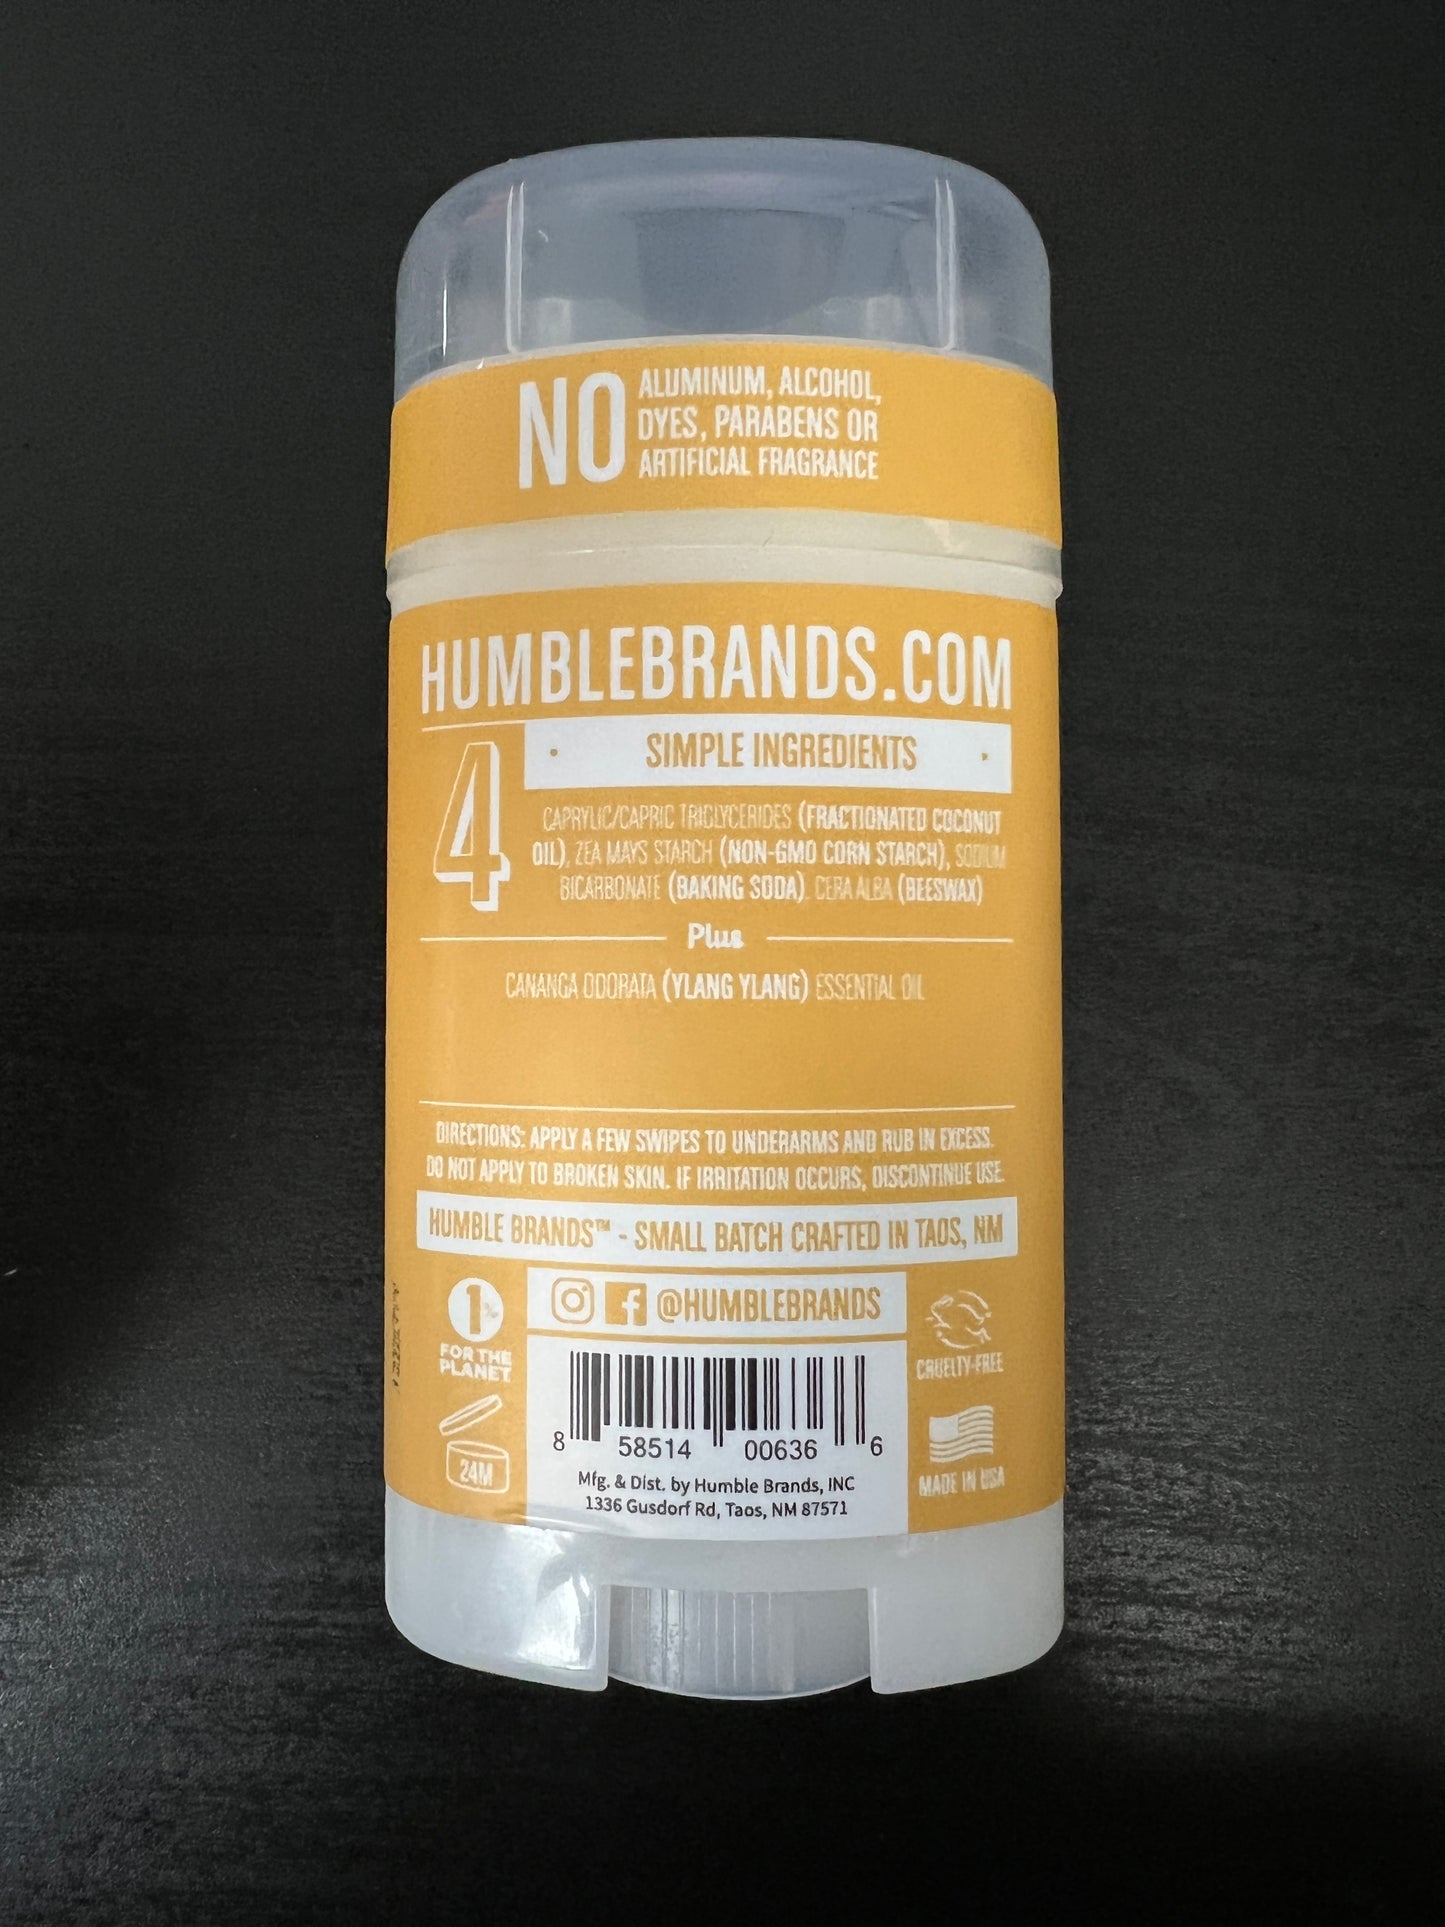 NO ALUMINUM, ALCOHOL,
DYES, PARABENS OR
ARTIFICIAL FRAGRANCE
HUMBLEBRANDS.COM
4 SIMPLE INGREDIENTS
CAPRYLIC/CAPRIC TRIGLYCERIDES (FRACTIONATED COCONUT
OIL), ZEA MAYS STARCH (NON-GMO CORN STARCH), SODIUM
BICARBONATE (BAKING SODA), CERA ALBA (BEESWAX)
Plus
CANANGA ODORATA (YLANG YLANG) ESSENTIAL OIL
DIRECTIONS: APPLY A FEW SWIPES TO UNDERARMS AND RUB IN EXCESS.
DO NOT APPLY TO BROKEN SKIN. IF IRRITATION OCCURS, DISCONTINUE USE.
HUMBLE BRANDS™ - SMALL BATCH CRAFTED IN TAOS, NM
1%
FOR THE
PLANET
24M
@HUMBLEBRANDS
8 58514 00636 6
Mfg. & Dist. by Humble Brands, INC
1336 Gusdorf Rd, Taos, NM 87571
CRUELTY-FREE
MADE IN USA